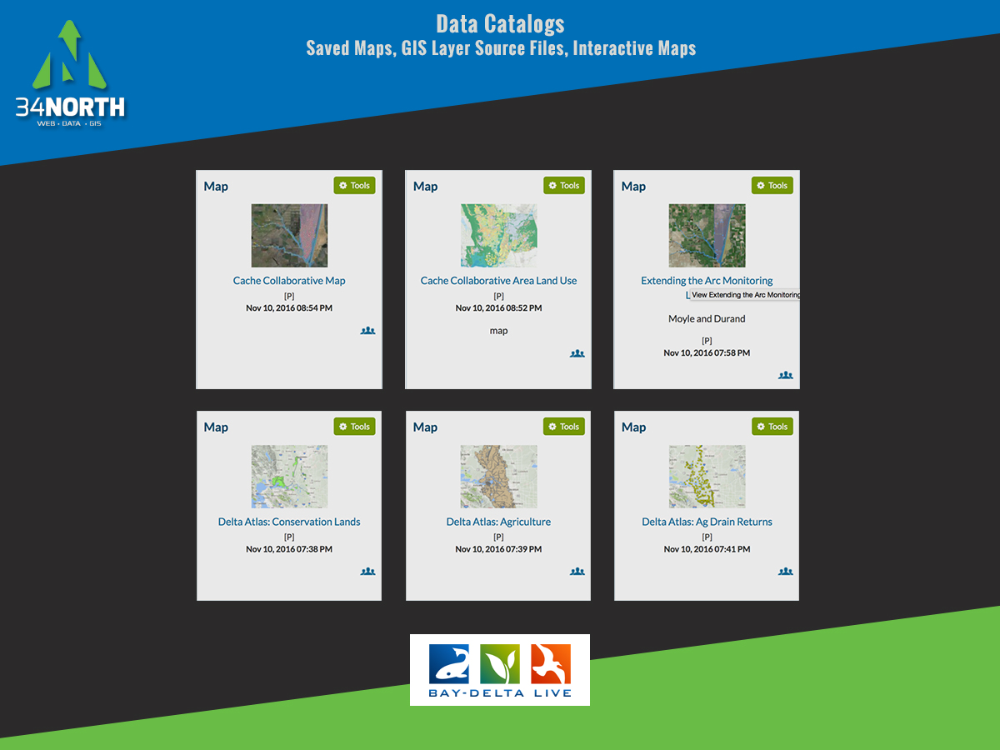 Data Catalogs
Saved Maps, GIS Layer Source Files, Interactive Maps
34NORTH
WEB • DATA • GIS
Map
Tools
Cache Collaborative Map
[P]
Nov 10, 2016 08:54 PM
Map
Tools
Cache Collaborative Area Land Use
[P]
Nov 10, 2016 08:52 PM
map
Map
Tools
Extending the Arc Monitoring
L
View Extending the Arc Monitoring
Moyle and Durand
[P]
Nov 10, 2016 07:58 PM
Map
Tools
Delta Atlas: Conservation Lands
[P]
Nov 10, 2016 07:38 PM
Map
Tools
Delta Atlas: Agriculture
[P]
Nov 10, 2016 07:39 PM
Map
Tools
Delta Atlas: Ag Drain Returns
[P]
Nov 10, 2016 07:41 PM
BAY-DELTA LIVE